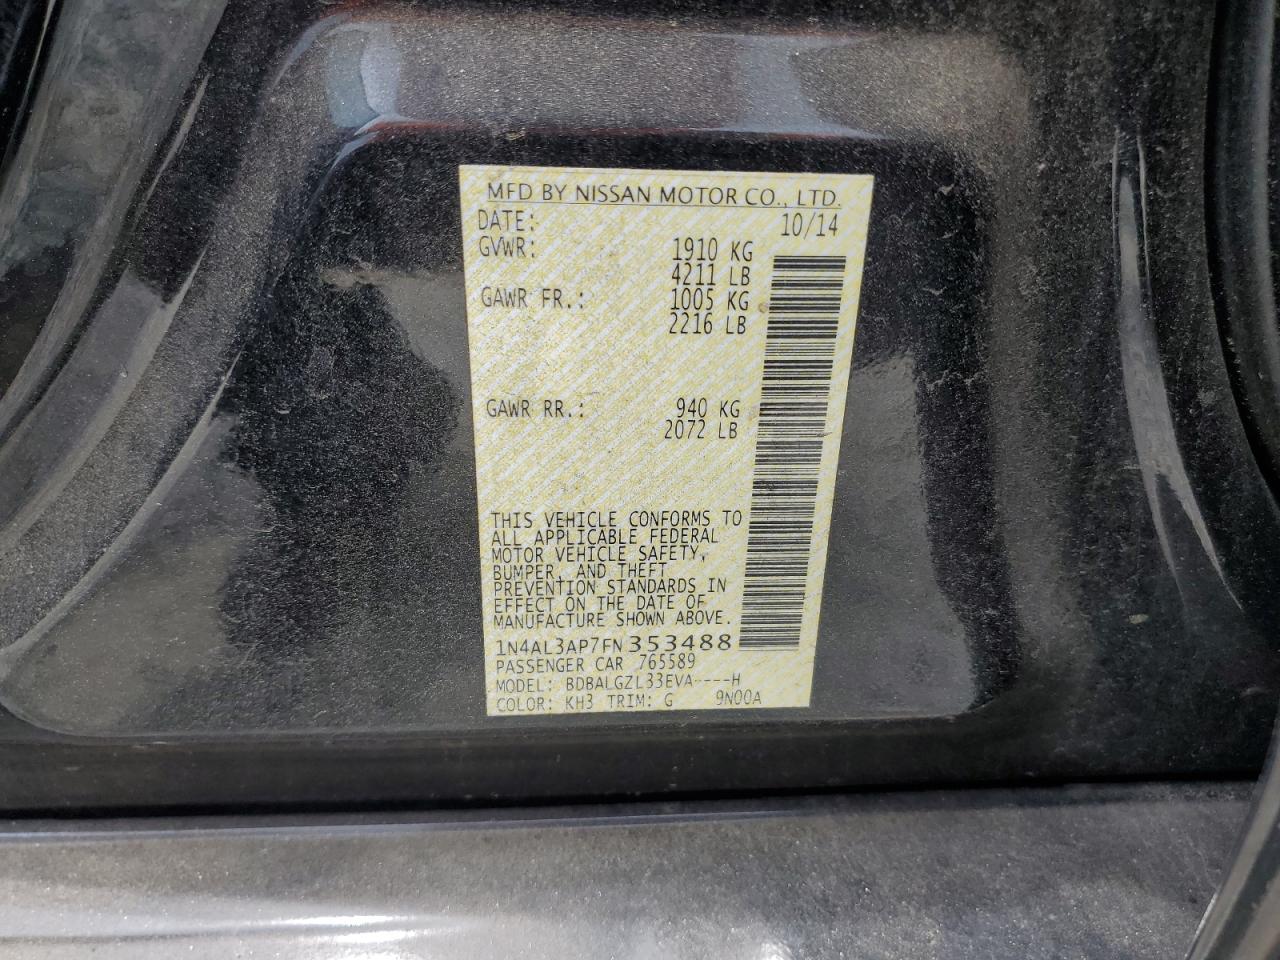 MFD BY NISSAN MOTOR CO., LTD.
DATE: 10/14
GVWR: 1910 KG
4211 LB
GAWR FR.: 1005 KG
2216 LB
GAWR RR.: 940 KG
2072 LB
THIS VEHICLE CONFORMS TO
ALL APPLICABLE FEDERAL
MOTOR VEHICLE SAFETY,
BUMPER, AND THEFT
PREVENTION STANDARDS IN
EFFECT ON THE DATE OF
MANUFACTURE SHOWN ABOVE.
1N4AL3AP7FN353488
PASSENGER CAR 765589
MODEL: BDBALGZL33EVA----H
COLOR: KH3 TRIM: G 9N00A